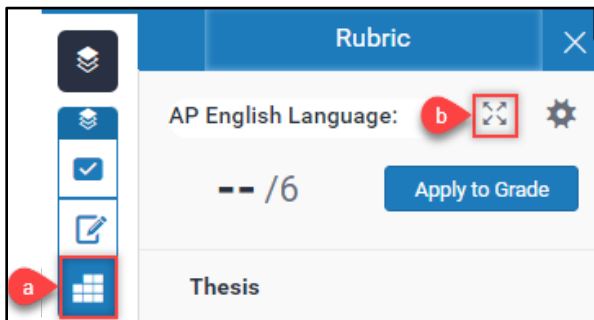 Rubric
AP English Language: b
-- /6 Apply to Grade
a
Thesis